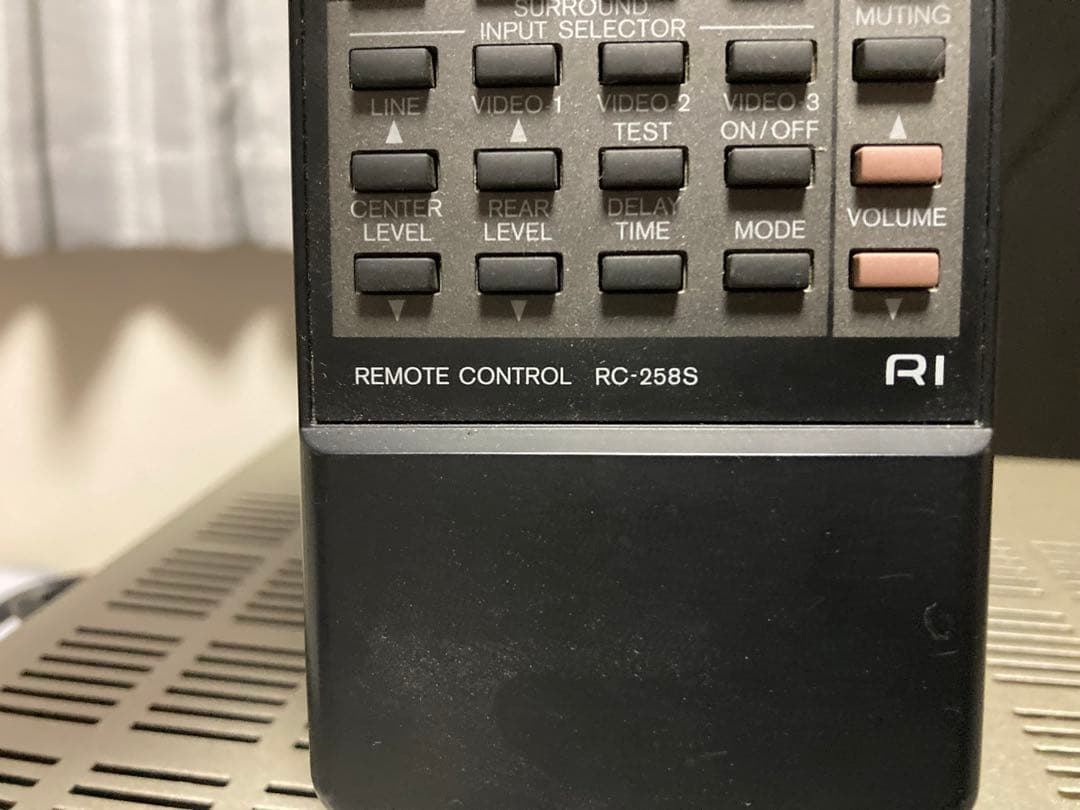 SURROUND
INPUT SELECTOR
MUTING
LINE
VIDEO-1
VIDEO-2
VIDEO-3
TEST
ON/OFF
CENTER
LEVEL
REAR
LEVEL
DELAY
TIME
MODE
VOLUME
REMOTE CONTROL RC-258S
RI